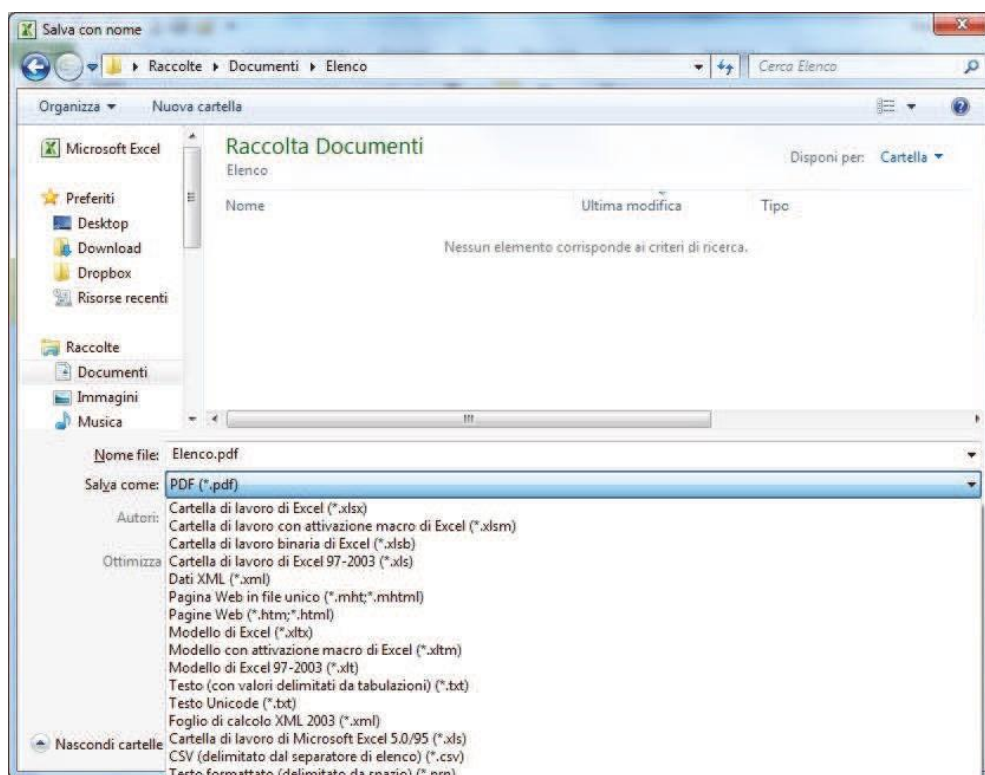 Salva con nome
Raccolte Documenti Elenco
Cerca Elenco
Organizza Nuova cartella
Microsoft Excel
Preferiti
Desktop
Download
Dropbox
Risorse recenti
Raccolte
Documenti
Immagini
Musica
Raccolta Documenti
Elenco
Disponi per: Cartella
Nome Ultima modifica Tipo
Nessun elemento corrisponde ai criteri di ricerca.
Nome file: Elenco.pdf
Salva come: PDF (*.pdf)
Autori:
Ottimizza
Cartella di lavoro di Excel (*.xlsx)
Cartella di lavoro con attivazione macro di Excel (*.xlsm)
Cartella di lavoro binaria di Excel (*.xlsb)
Cartella di lavoro di Excel 97-2003 (*.xls)
Dati XML (*.xml)
Pagina Web in file unico (*.mht;*.mhtml)
Pagine Web (*.htm;*.html)
Modello di Excel (*.xltx)
Modello con attivazione macro di Excel (*.xltm)
Modello di Excel 97-2003 (*.xlt)
Testo (con valori delimitati da tabulazioni) (*.txt)
Testo Unicode (*.txt)
Foglio di calcolo XML 2003 (*.xml)
Cartella di lavoro di Microsoft Excel 5.0/95 (*.xls)
CSV (delimitato dal separatore di elenco) (*.csv)
Testo formattato (delimitato da spazio) (*.prn)
Nascondi cartelle